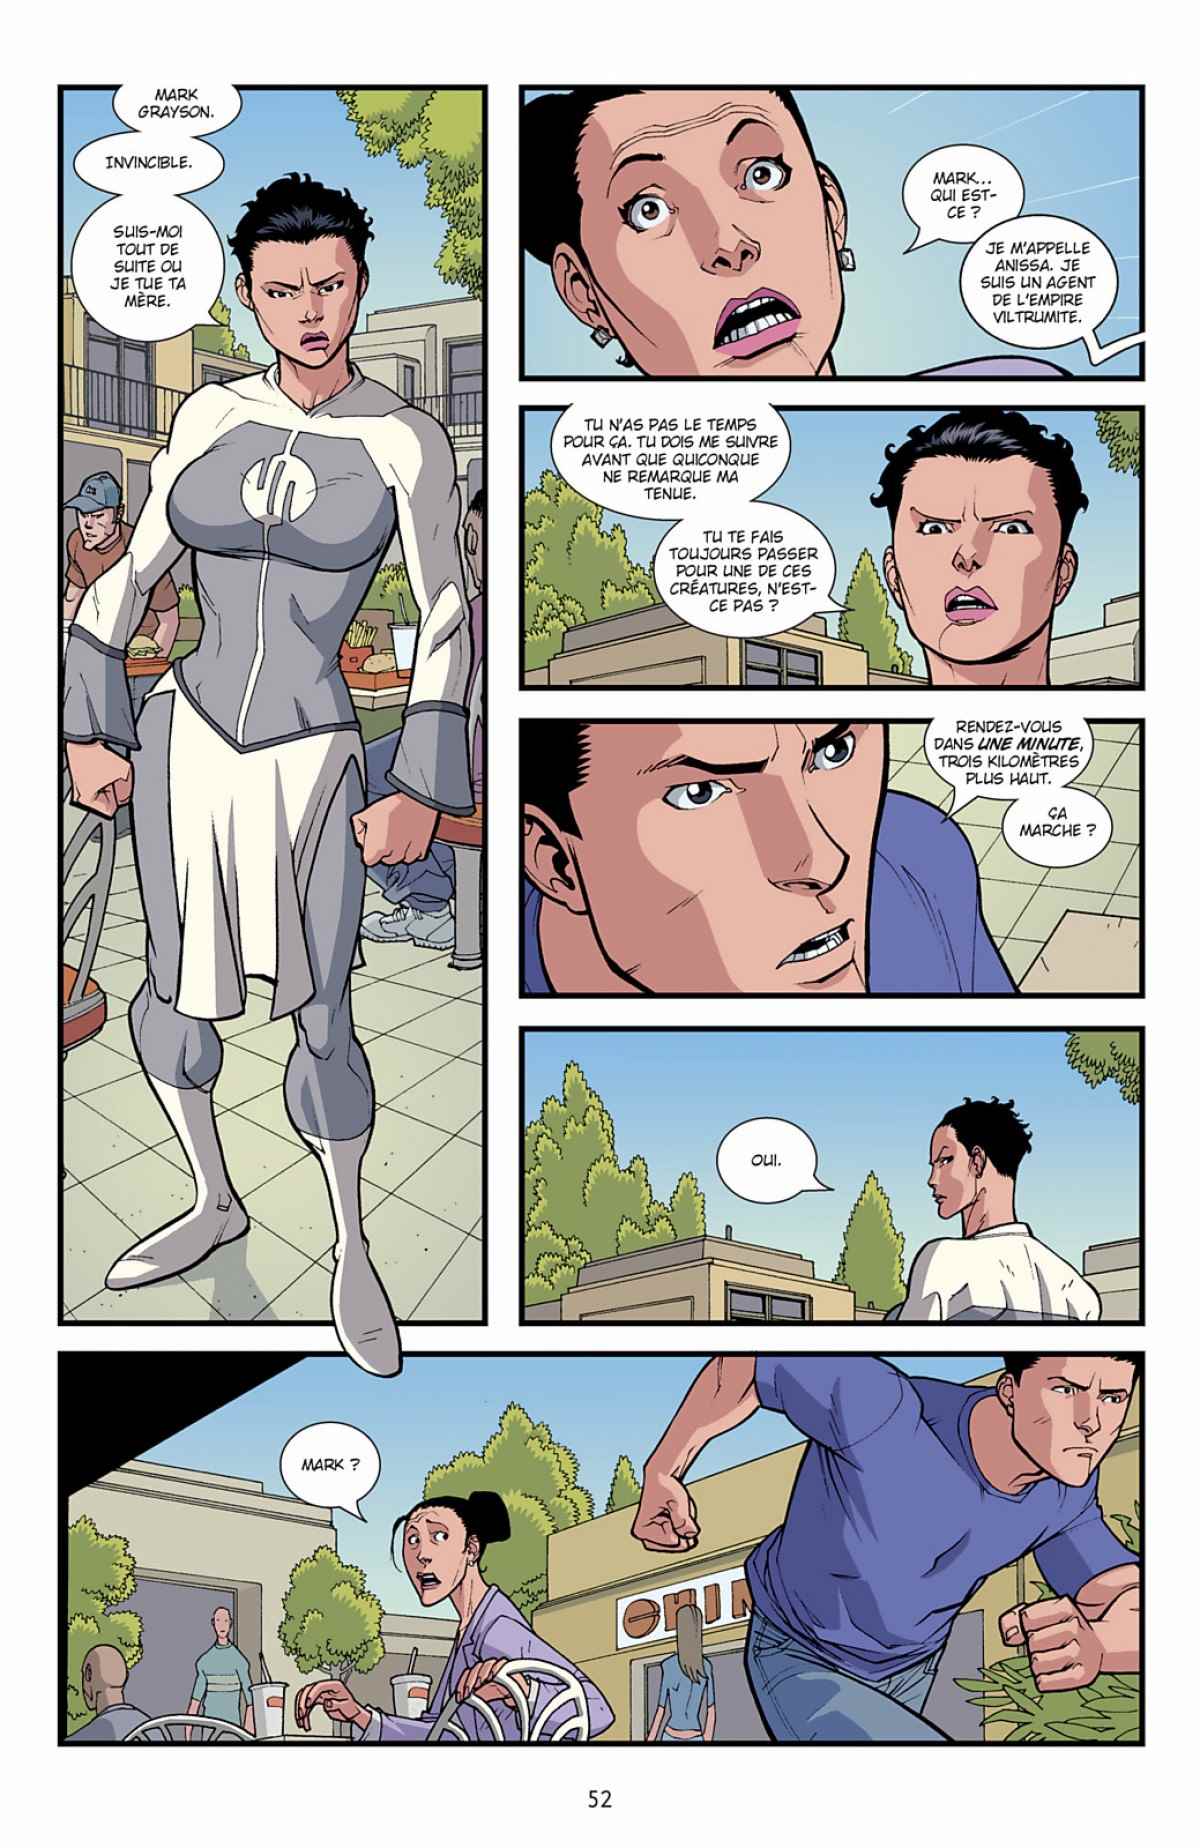 MARK
GRAYSON.
INVINCIBLE.
SUIS-MOI
TOUT DE
SUITE OU
JE TUE TA
MÈRE.
MARK...
QUI EST-
CE ?
JE M'APPELLE
ANISSA. JE
SUIS UN AGENT
DE L'EMPIRE
VILTRUMITE.
TU N'AS PAS LE TEMPS
POUR ÇA. TU DOIS ME SUIVRE
AVANT QUE QUICONQUE
NE REMARQUE MA
TENUE.
TU TE FAIS
TOUJOURS PASSER
POUR UNE DE CES
CRÉATURES, N'EST-
CE PAS ?
RENDEZ-VOUS
DANS UNE MINUTE,
TROIS KILOMÈTRES
PLUS HAUT.
ÇA
MARCHE ?
OUI.
MARK ?
CHIN
52